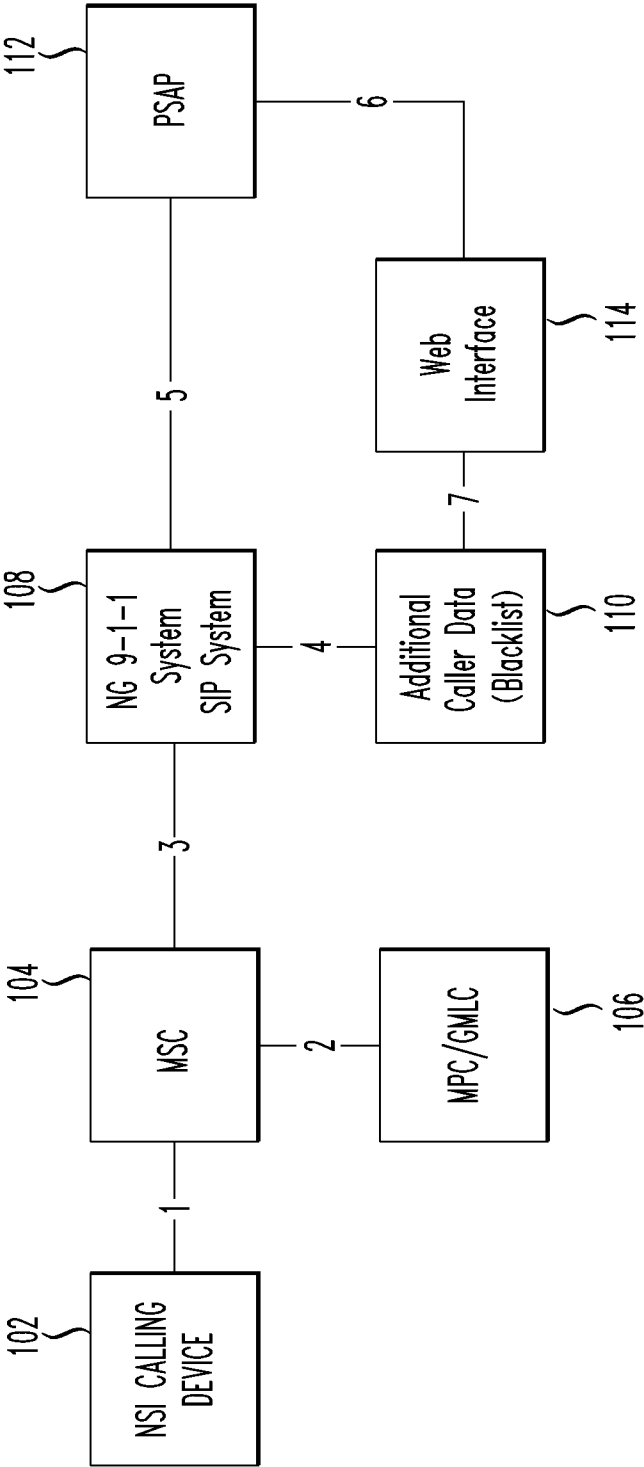 102
NSI CALLING
DEVICE
1
104
MSC
2
MPC/GMLC
106
3
108
NG 9-1-1
System
SIP System
4
Additional
Caller Data
(Blacklist)
110
5
7
Web
Interface
114
112
PSAP
6